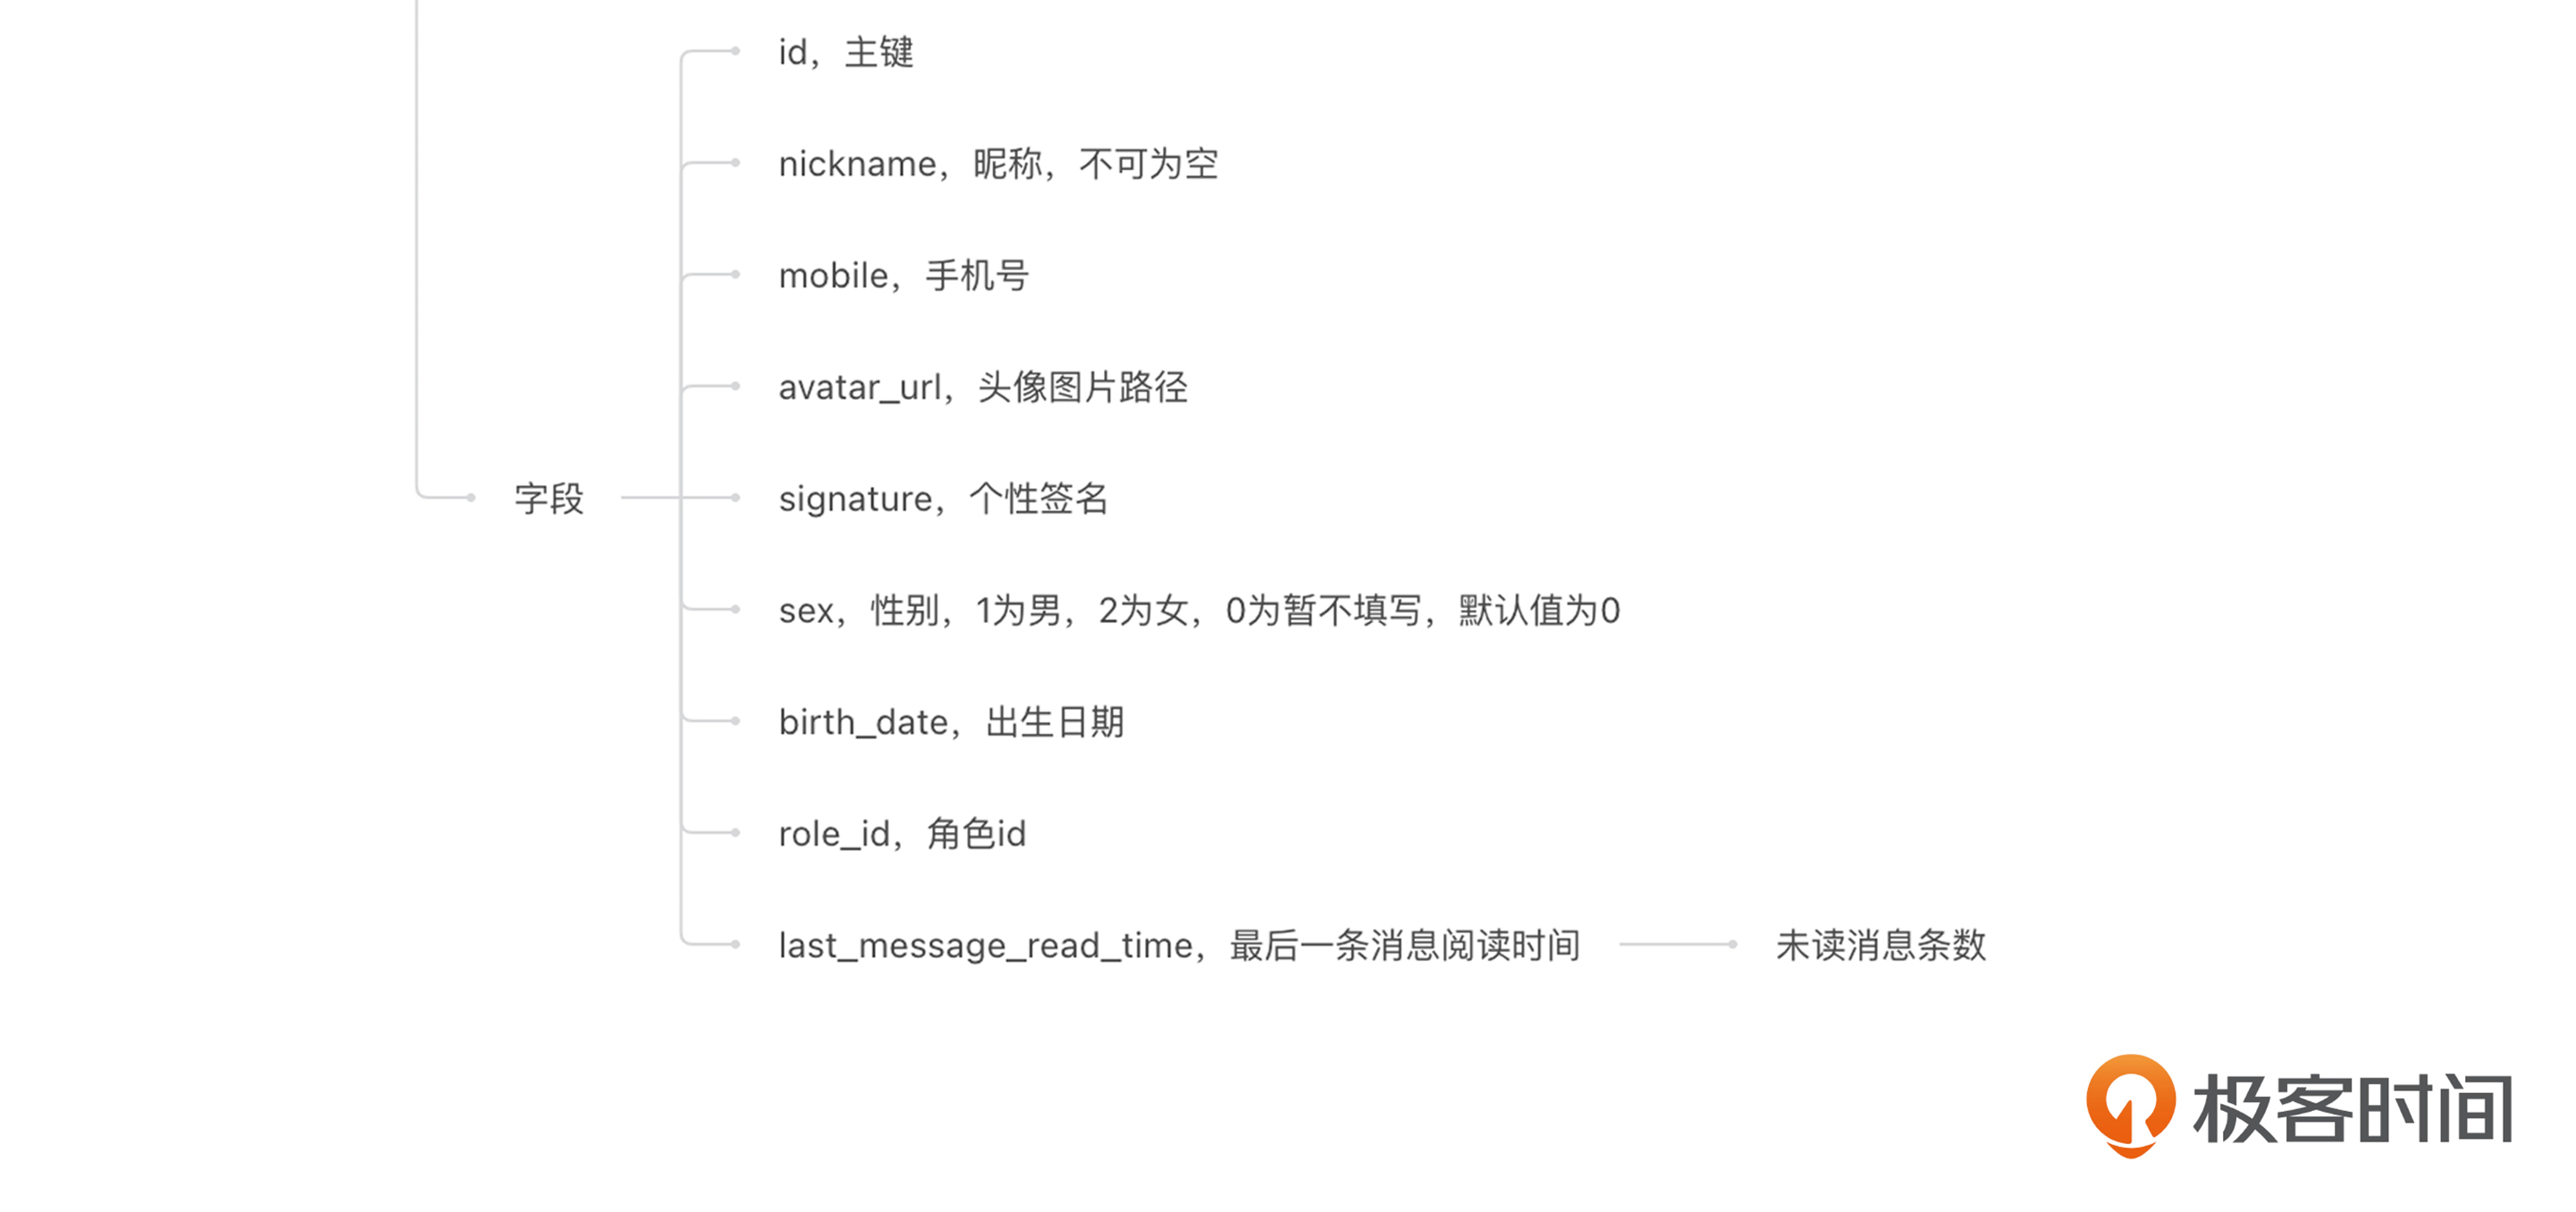 id，主键
nickname，昵称，不可为空
mobile，手机号
avatar_url，头像图片路径
字段
signature，个性签名
sex，性别，1为男，2为女，0为暂不填写，默认值为0
birth_date，出生日期
role_id，角色id
last_message_read_time，最后一条消息阅读时间
未读消息条数
极客时间